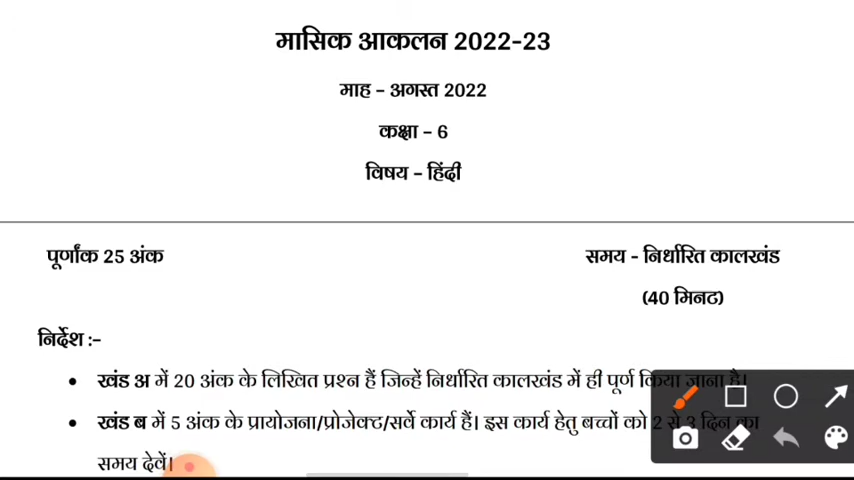 मासिक आकलन 2022-23
माह – अगस्त 2022
कक्षा – 6
विषय – हिंदी
पूर्णांक 25 अंक
समय - निर्धारित कालखंड
(40 मिनट)
निर्देश :–
• खंड अ में 20 अंक के लिखित प्रश्न हैं जिन्हें निर्धारित कालखंड में ही पूर्ण किया जाना है।
• खंड ब में 5 अंक के प्रायोजना/प्रोजेक्ट/सर्वे कार्य हैं। इस कार्य हेतु बच्चों को 2 से 3 दिन का
समय देवें।